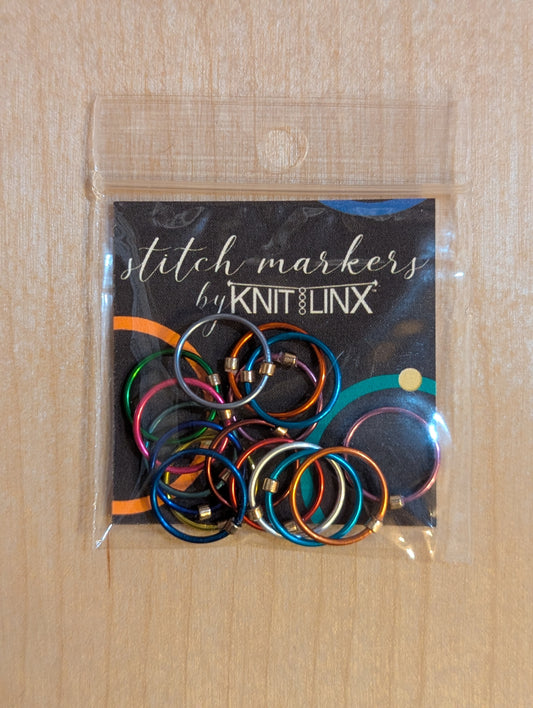 stitch markers
by KNIT LINX